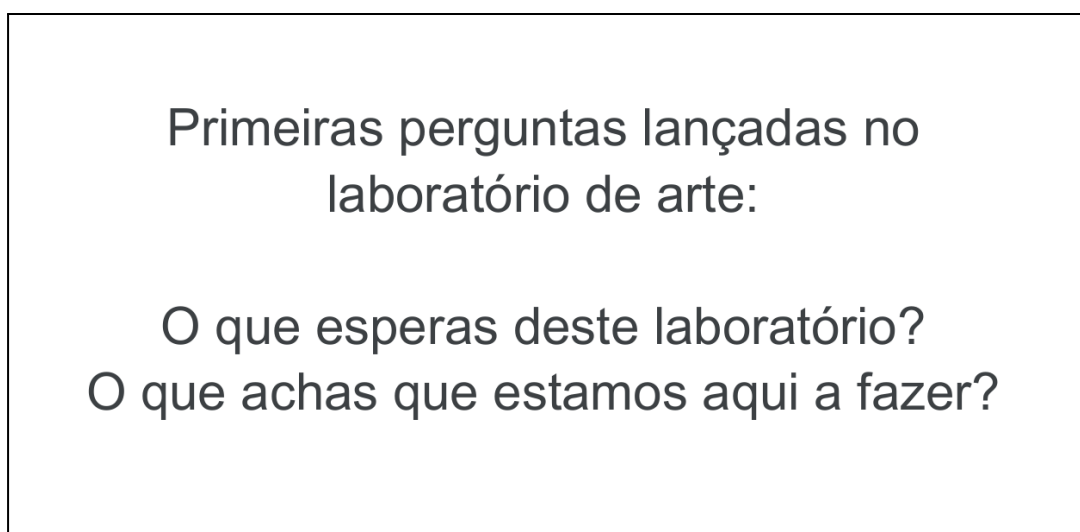 Primeiras perguntas lançadas no
laboratório de arte:
O que esperas deste laboratório?
O que achas que estamos aqui a fazer?